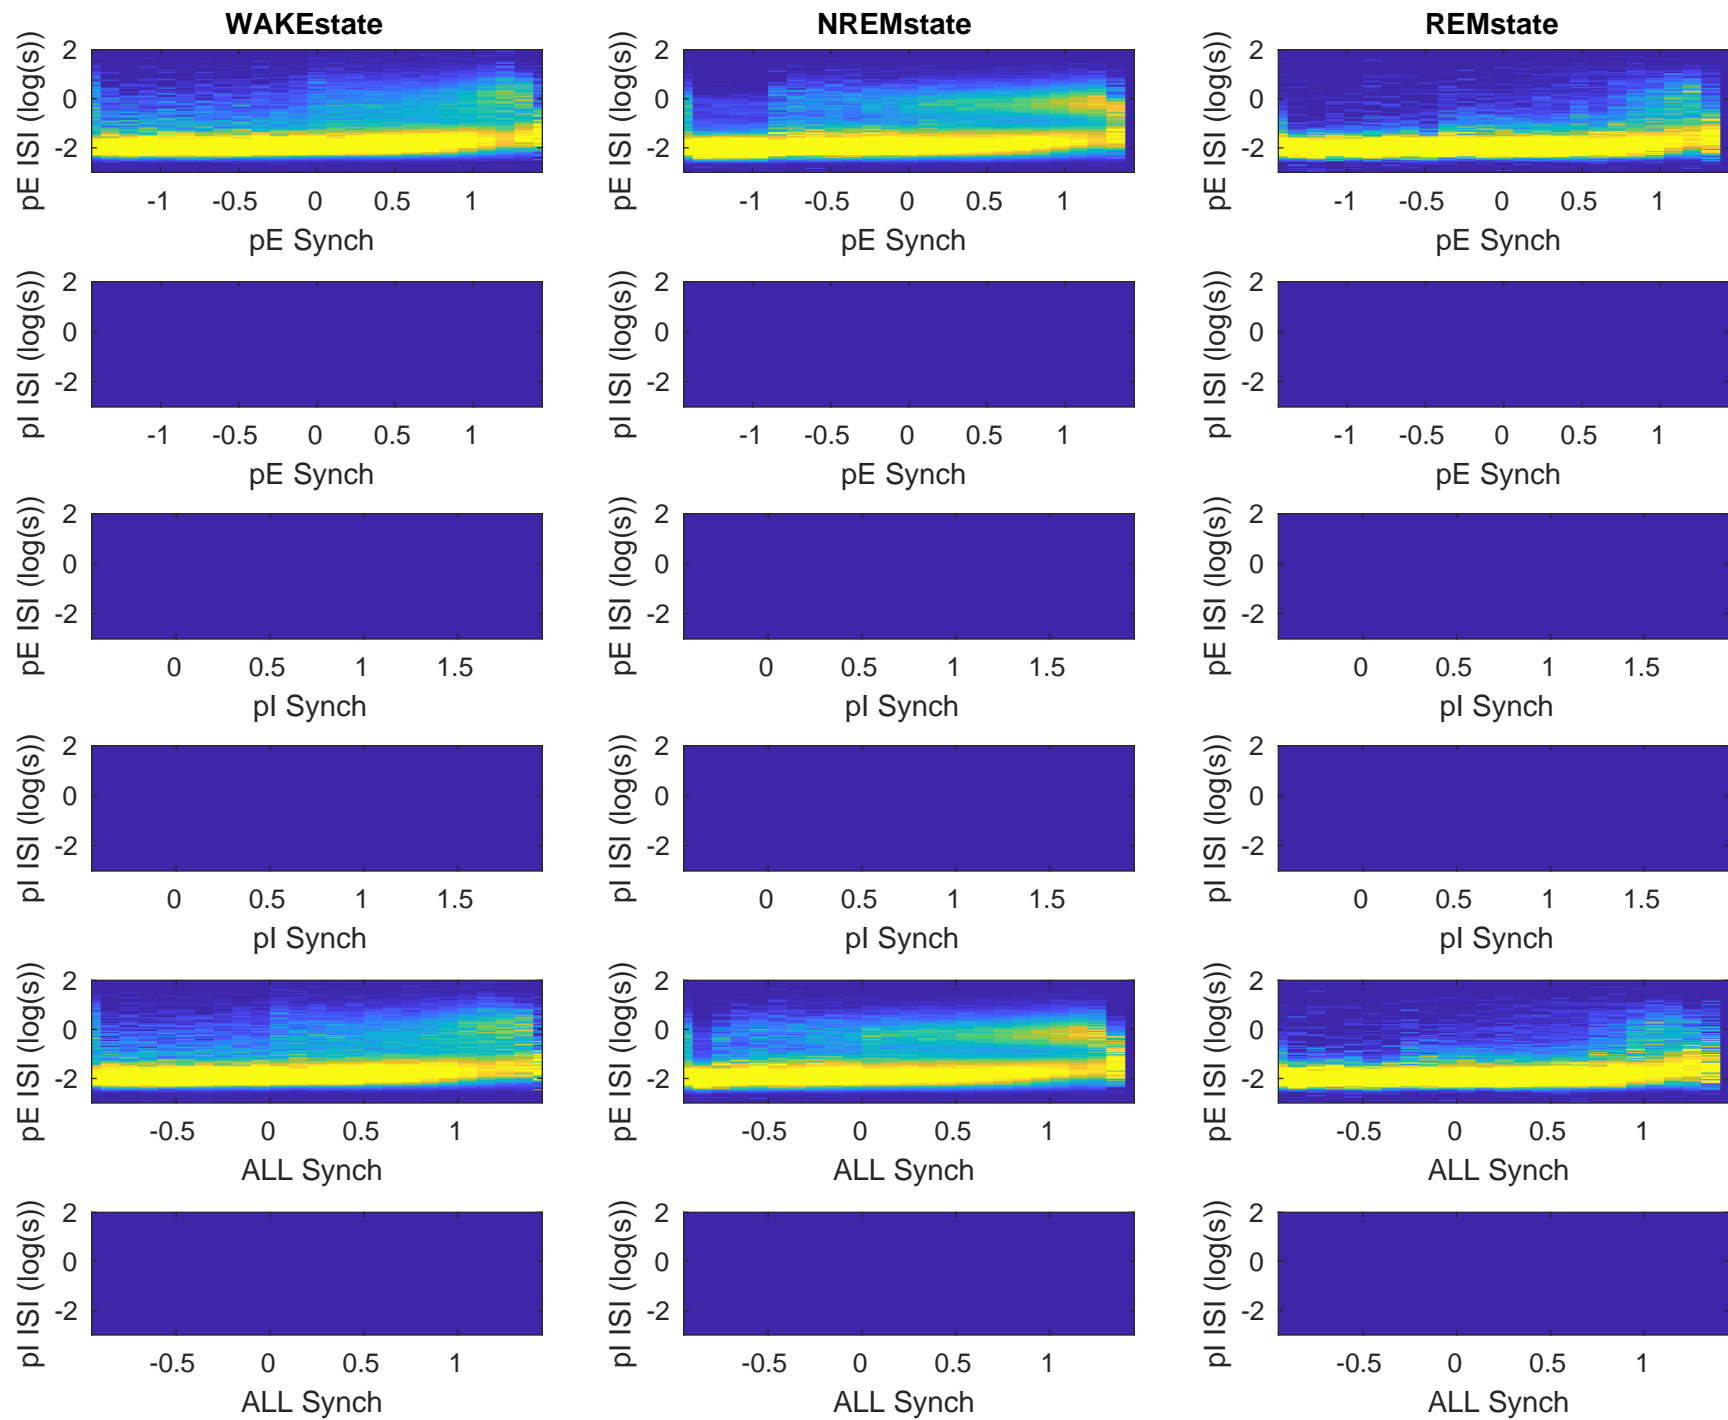 WAKEstate NREMstate REMstate
pE ISI (log(s)) 2 0 -2 pE ISI (log(s)) 2 0 -2 pE ISI (log(s)) 2 0 -2
-1 -0.5 0 0.5 1 -1 -0.5 0 0.5 1 -1 -0.5 0 0.5 1
pE Synch pE Synch pE Synch
pI ISI (log(s)) 2 0 -2 pI ISI (log(s)) 2 0 -2 pI ISI (log(s)) 2 0 -2
-1 -0.5 0 0.5 1 -1 -0.5 0 0.5 1 -1 -0.5 0 0.5 1
pE Synch pE Synch pE Synch
pE ISI (log(s)) 2 0 -2 pE ISI (log(s)) 2 0 -2 pE ISI (log(s)) 2 0 -2
0 0.5 1 1.5 0 0.5 1 1.5 0 0.5 1 1.5
pI Synch pI Synch pI Synch
pI ISI (log(s)) 2 0 -2 pI ISI (log(s)) 2 0 -2 pI ISI (log(s)) 2 0 -2
0 0.5 1 1.5 0 0.5 1 1.5 0 0.5 1 1.5
pI Synch pI Synch pI Synch
pE ISI (log(s)) 2 0 -2 pE ISI (log(s)) 2 0 -2 pE ISI (log(s)) 2 0 -2
-0.5 0 0.5 1 -0.5 0 0.5 1 -0.5 0 0.5 1
ALL Synch ALL Synch ALL Synch
pI ISI (log(s)) 2 0 -2 pI ISI (log(s)) 2 0 -2 pI ISI (log(s)) 2 0 -2
-0.5 0 0.5 1 -0.5 0 0.5 1 -0.5 0 0.5 1
ALL Synch ALL Synch ALL Synch